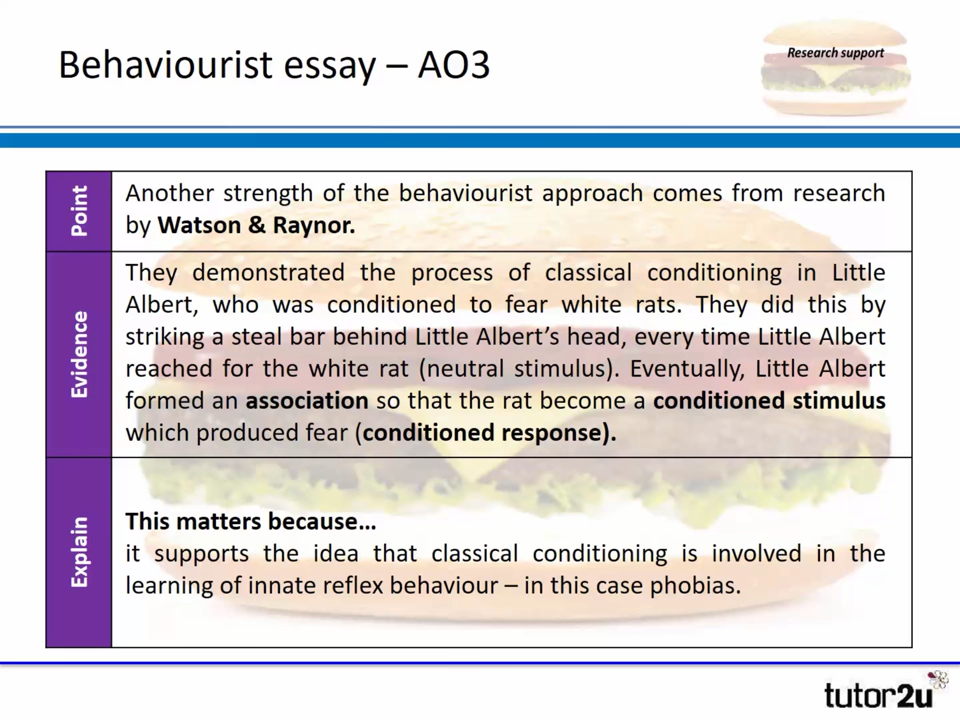 Behaviourist essay – AO3
Research support
Point
Another strength of the behaviourist approach comes from research
by Watson & Raynor.
Evidence
They demonstrated the process of classical conditioning in Little
Albert, who was conditioned to fear white rats. They did this by
striking a steal bar behind Little Albert’s head, every time Little Albert
reached for the white rat (neutral stimulus). Eventually, Little Albert
formed an association so that the rat become a conditioned stimulus
which produced fear (conditioned response).
Explain
This matters because…
it supports the idea that classical conditioning is involved in the
learning of innate reflex behaviour – in this case phobias.
tutor2u